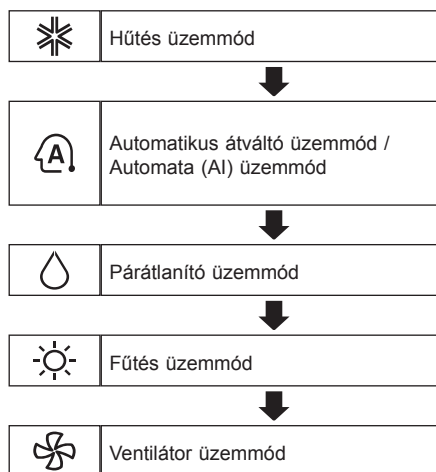 Hűtés üzemmód
A
Automatikus átváltó üzemmód /
Automata (AI) üzemmód
Párátlanító üzemmód
Fűtés üzemmód
Ventilátor üzemmód